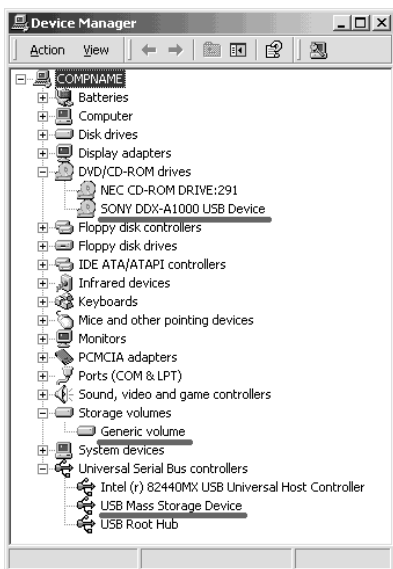 Device Manager
Action View
COMPNAME
Batteries
Computer
Disk drives
Display adapters
DVD/CD-ROM drives
NEC CD-ROM DRIVE:291
SONY DDX-A1000 USB Device
Floppy disk controllers
Floppy disk drives
IDE ATA/ATAPI controllers
Infrared devices
Keyboards
Mice and other pointing devices
Monitors
PCMCIA adapters
Ports (COM & LPT)
Sound, video and game controllers
Storage volumes
Generic volume
System devices
Universal Serial Bus controllers
Intel (r) 82440MX USB Universal Host Controller
USB Mass Storage Device
USB Root Hub